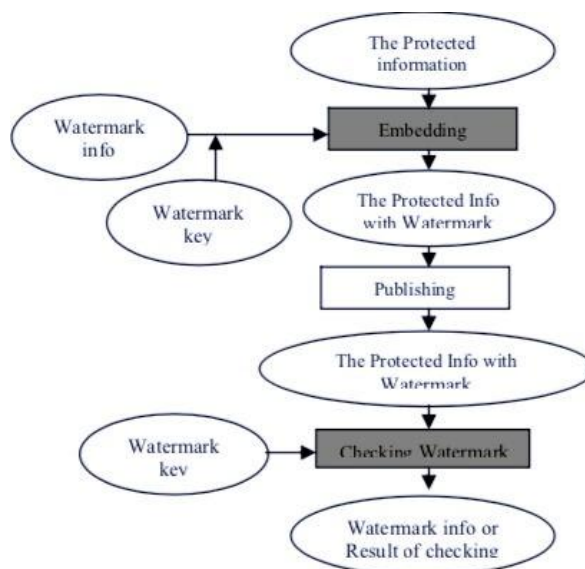 The Protected
information
Watermark
info
Embedding
Watermark
key
The Protected Info
with Watermark
Publishing
The Protected Info with
Watermark
Watermark
key
Checking Watermark
Watermark info or
Result of checking